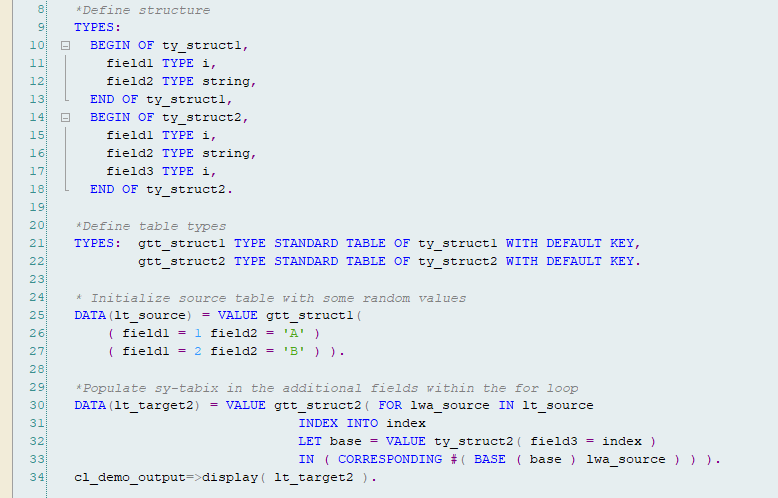 8 *Define structure
9 TYPES:
10 BEGIN OF ty_struct1,
11 field1 TYPE i,
12 field2 TYPE string,
13 END OF ty_struct1,
14 BEGIN OF ty_struct2,
15 field1 TYPE i,
16 field2 TYPE string,
17 field3 TYPE i,
18 END OF ty_struct2.
19
20 *Define table types
21 TYPES: gtt_struct1 TYPE STANDARD TABLE OF ty_struct1 WITH DEFAULT KEY,
22 gtt_struct2 TYPE STANDARD TABLE OF ty_struct2 WITH DEFAULT KEY.
23
24 * Initialize source table with some random values
25 DATA(lt_source) = VALUE gtt_struct1(
26 ( field1 = 1 field2 = 'A' )
27 ( field1 = 2 field2 = 'B' ) ).
28
29 *Populate sy-tabix in the additional fields within the for loop
30 DATA(lt_target2) = VALUE gtt_struct2( FOR lwa_source IN lt_source
31 INDEX INTO index
32 LET base = VALUE ty_struct2( field3 = index )
33 IN ( CORRESPONDING #( BASE ( base ) lwa_source ) ) ).
34 cl_demo_output=>display( lt_target2 ).